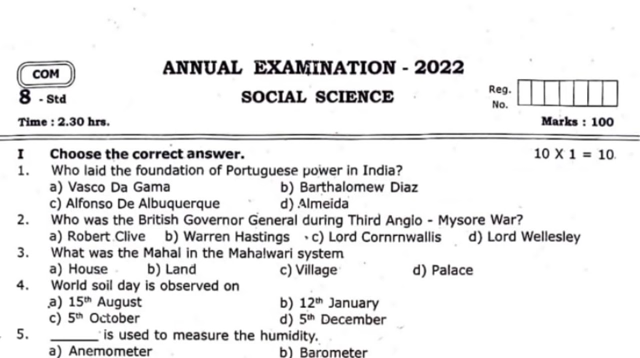 COM
ANNUAL EXAMINATION - 2022
8 - Std
SOCIAL SCIENCE
Reg. No.
Time : 2.30 hrs.
Marks : 100
I Choose the correct answer. 10 X 1 = 10
1. Who laid the foundation of Portuguese power in India?
a) Vasco Da Gama b) Barthalomew Diaz
c) Alfonso De Albuquerque d) Almeida
2. Who was the British Governor General during Third Anglo - Mysore War?
a) Robert Clive b) Warren Hastings c) Lord Cornrnwallis d) Lord Wellesley
3. What was the Mahal in the Mahalwari system
a) House b) Land c) Village d) Palace
4. World soil day is observed on
a) 15th August b) 12th January
c) 5th October d) 5th December
5. _______ is used to measure the humidity.
a) Anemometer b) Barometer